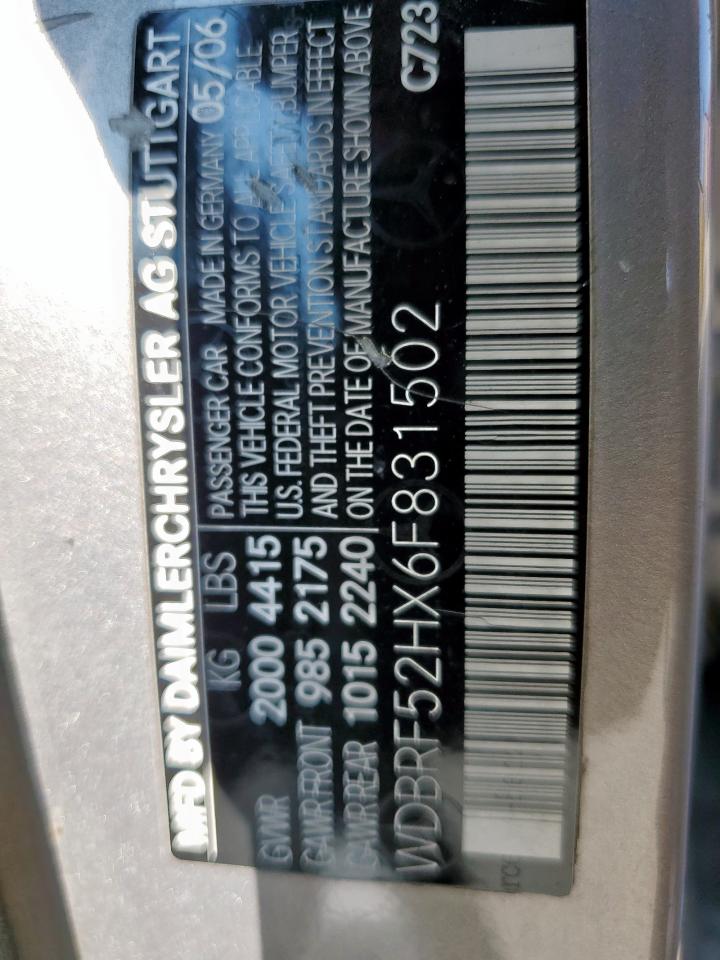 MFD BY DAIMLERCHRYSLER AG STUTTGART
KG LBS PASSENGER CAR MADE IN GERMANY 05/06
GVWR 2000 4415 THIS VEHICLE CONFORMS TO ALL APPLICABLE
U.S. FEDERAL MOTOR VEHICLE SAFETY, BUMPER,
GAWR FRONT 985 2175 AND THEFT PREVENTION STANDARDS IN EFFECT
GAWR REAR 1015 2240 ON THE DATE OF MANUFACTURE SHOWN ABOVE
WDBRF52HX6F831502 C723